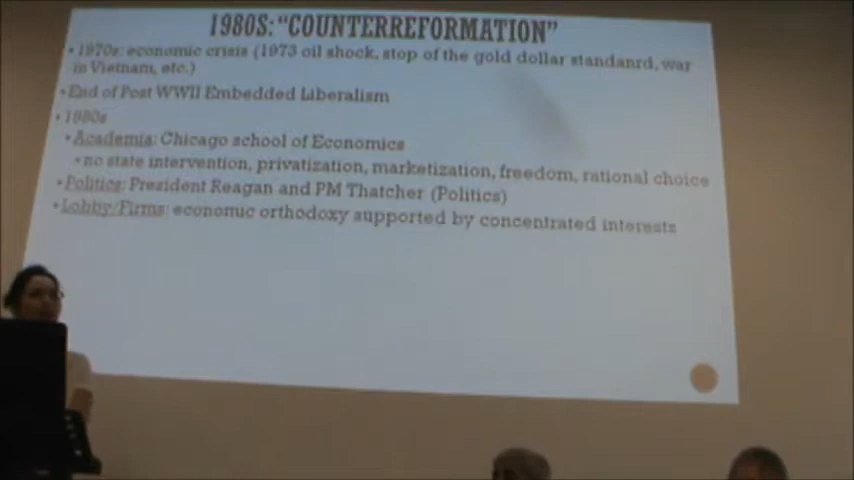 1980S: “COUNTERREFORMATION”
• 1970s: economic crisis (1973 oil shock, stop of the gold dollar standanrd, war
in Vietnam, etc.)
• End of Post WWII Embedded Liberalism
• 1980s
• Academia: Chicago school of Economics
• no state intervention, privatization, marketization, freedom, rational choice
• Politics: President Reagan and PM Thatcher (Politics)
• Lobby/Firms: economic orthodoxy supported by concentrated interests